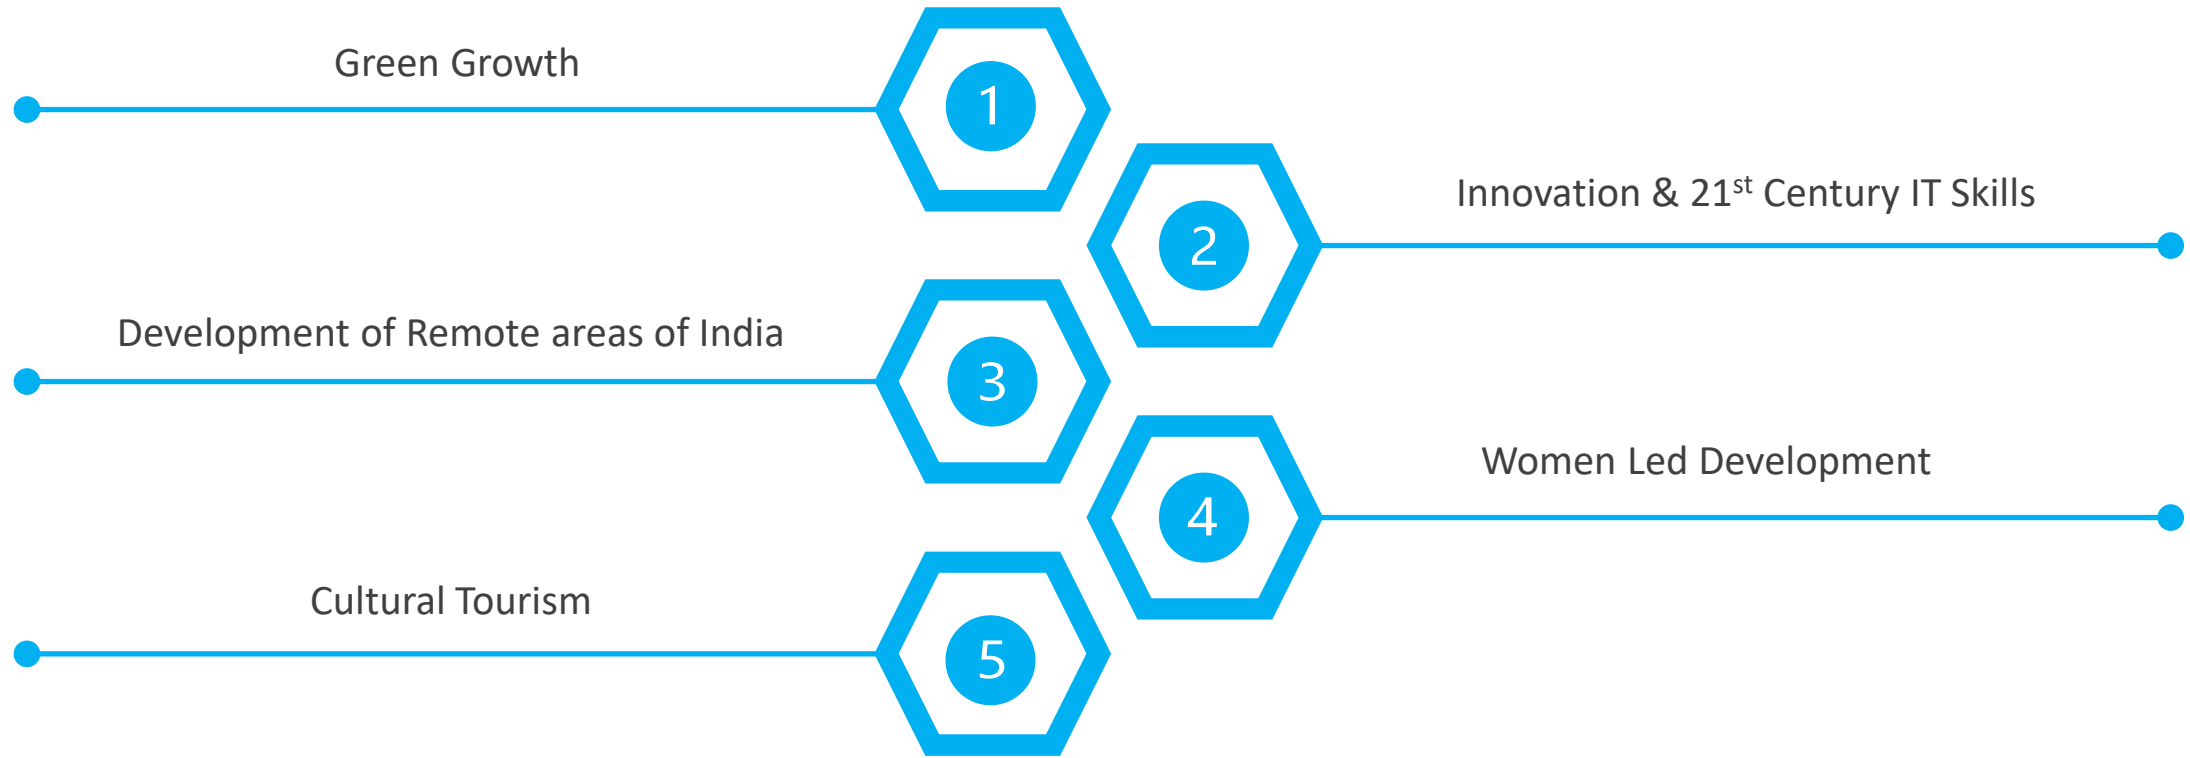 Green Growth
1
Innovation & 21st Century IT Skills
2
Development of Remote areas of India
3
Women Led Development
4
Cultural Tourism
5